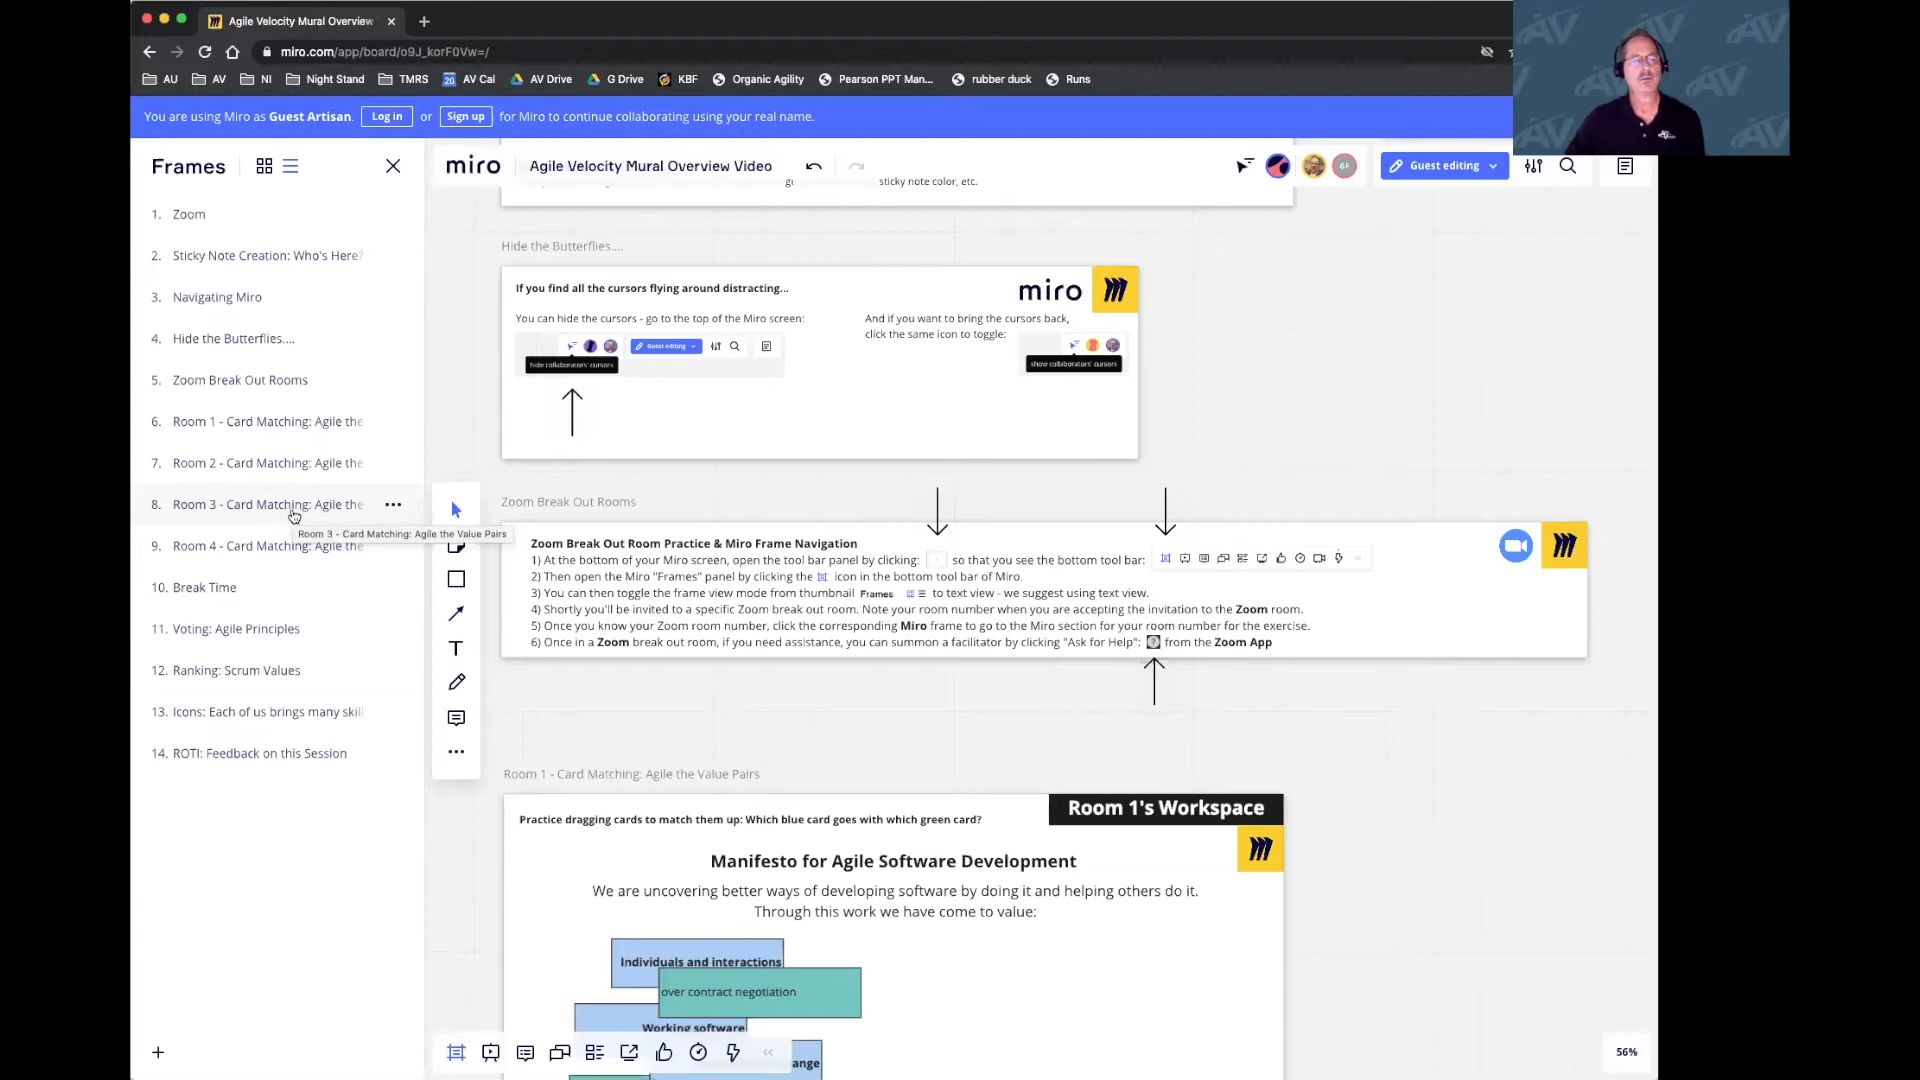 Agile Velocity Mural Overview
miro.com/app/board/o9J_korF0Vw=/
AU
AV
NI
Night Stand
TMRS
20
AV Cal
AV Drive
G Drive
KBF
Organic Agility
Pearson PPT Man...
rubber duck
Runs
You are using Miro as Guest Artisan. Log in or Sign up for Miro to continue collaborating using your real name.
Frames
miro
Agile Velocity Mural Overview Video
GF
Guest editing
sticky note color, etc.
1. Zoom
2. Sticky Note Creation: Who's Here?
3. Navigating Miro
4. Hide the Butterflies....
5. Zoom Break Out Rooms
6. Room 1 - Card Matching: Agile the
7. Room 2 - Card Matching: Agile the
8. Room 3 - Card Matching: Agile the
Room 3 - Card Matching: Agile the Value Pairs
9. Room 4 - Card Matching: Agile the
10. Break Time
11. Voting: Agile Principles
12. Ranking: Scrum Values
13. Icons: Each of us brings many skil
14. ROTI: Feedback on this Session
Hide the Butterflies....
If you find all the cursors flying around distracting...
miro
You can hide the cursors - go to the top of the Miro screen:
And if you want to bring the cursors back,
click the same icon to toggle:
Guest editing
hide collaborators' cursors
show collaborators' cursors
Zoom Break Out Rooms
Zoom Break Out Room Practice & Miro Frame Navigation
1) At the bottom of your Miro screen, open the tool bar panel by clicking: so that you see the bottom tool bar:
2) Then open the Miro "Frames" panel by clicking the icon in the bottom tool bar of Miro.
3) You can then toggle the frame view mode from thumbnail Frames to text view - we suggest using text view.
4) Shortly you'll be invited to a specific Zoom break out room. Note your room number when you are accepting the invitation to the Zoom room.
5) Once you know your Zoom room number, click the corresponding Miro frame to go to the Miro section for your room number for the exercise.
6) Once in a Zoom break out room, if you need assistance, you can summon a facilitator by clicking "Ask for Help": from the Zoom App
Room 1 - Card Matching: Agile the Value Pairs
Room 1's Workspace
Practice dragging cards to match them up: Which blue card goes with which green card?
Manifesto for Agile Software Development
We are uncovering better ways of developing software by doing it and helping others do it.
Through this work we have come to value:
Individuals and interactions
over contract negotiation
Working software
ange
56%